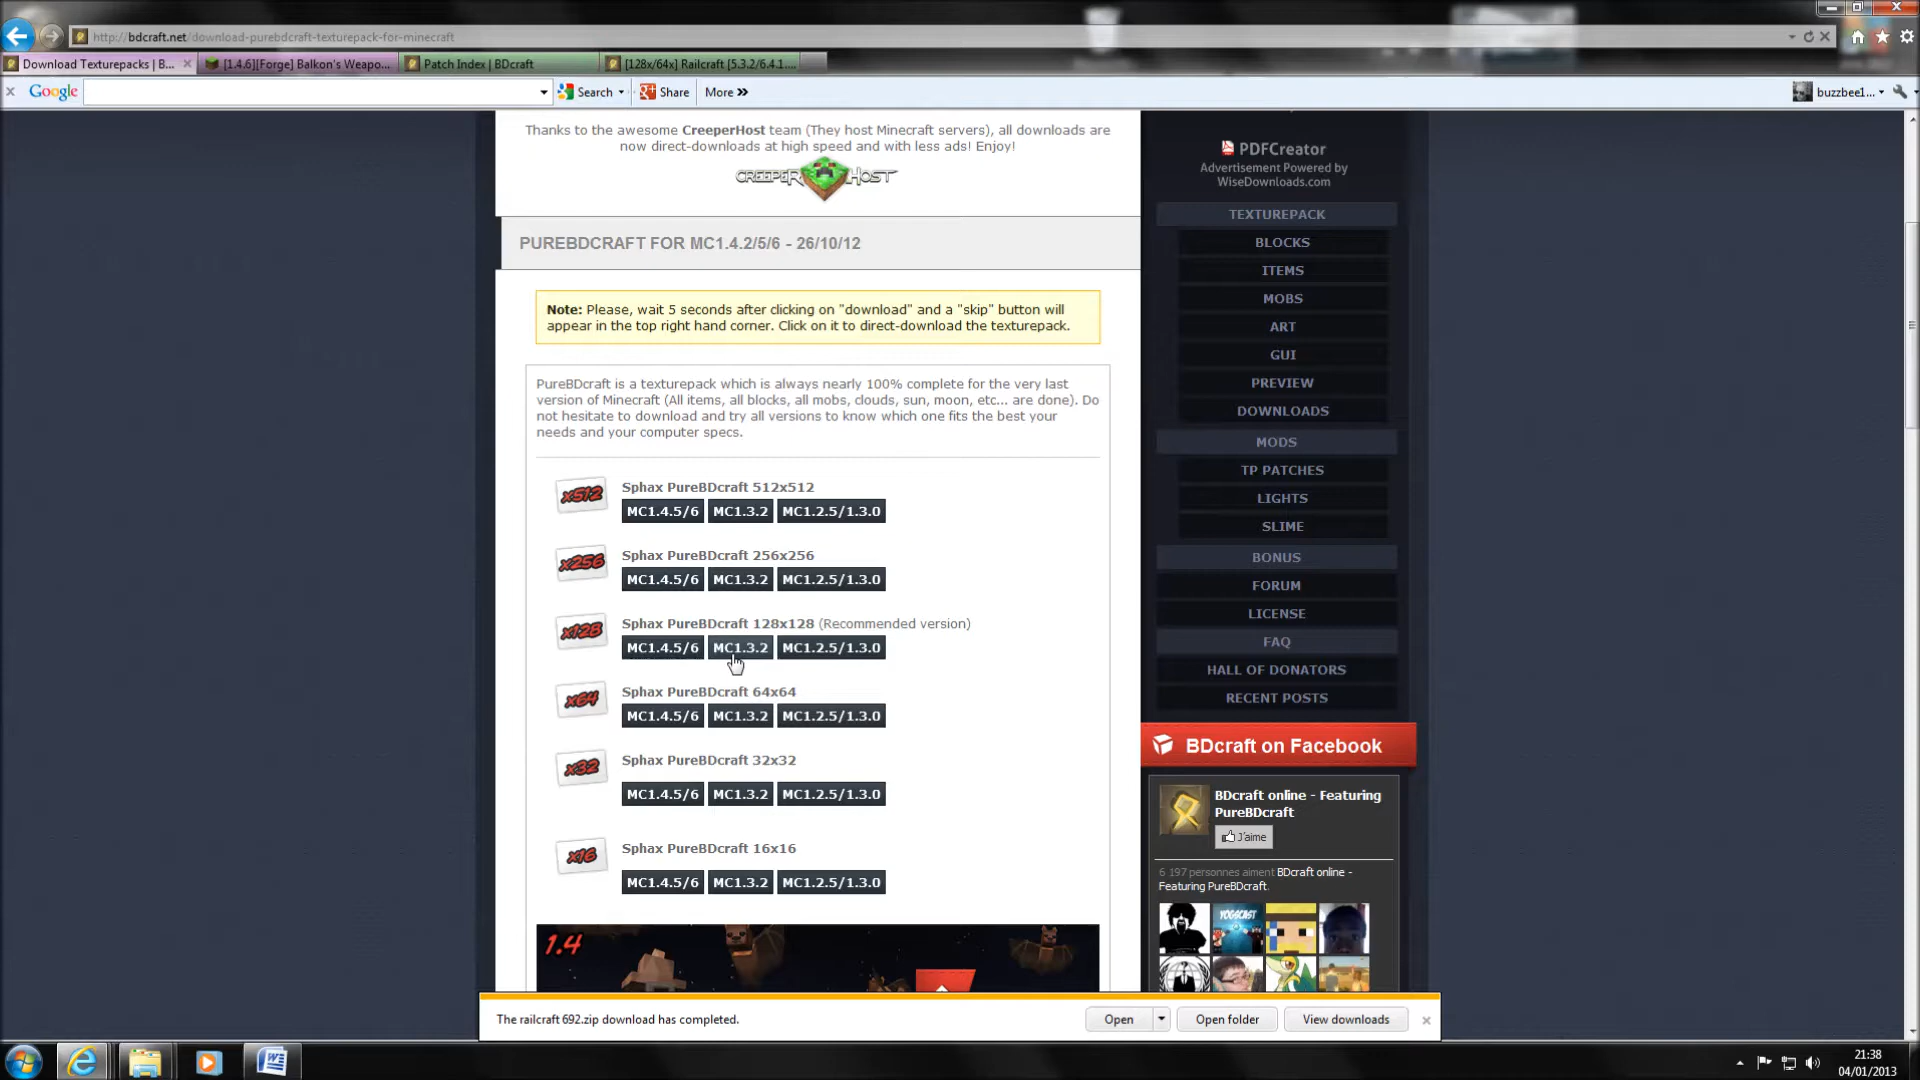 http://bdcraft.net/download-purebdcraft-texturepack-for-minecraft
Download Texturepacks | B...
[1.4.6][Forge] Balkon's Weapo...
Patch Index | BDcraft
[128x/64x] Railcraft [5.3.2/6.4.1....
Google
Search
Share
More »
buzzbee1...
Thanks to the awesome CreeperHost team (They host Minecraft servers), all downloads are
now direct-downloads at high speed and with less ads! Enjoy!
CREEPER HOST
PUREBDCRAFT FOR MC1.4.2/5/6 - 26/10/12
Note: Please, wait 5 seconds after clicking on "download" and a "skip" button will
appear in the top right hand corner. Click on it to direct-download the texturepack.
PureBDcraft is a texturepack which is always nearly 100% complete for the very last
version of Minecraft (All items, all blocks, all mobs, clouds, sun, moon, etc... are done). Do
not hesitate to download and try all versions to know which one fits the best your
needs and your computer specs.
x512
Sphax PureBDcraft 512x512
MC1.4.5/6 MC1.3.2 MC1.2.5/1.3.0
x256
Sphax PureBDcraft 256x256
MC1.4.5/6 MC1.3.2 MC1.2.5/1.3.0
x128
Sphax PureBDcraft 128x128 (Recommended version)
MC1.4.5/6 MC1.3.2 MC1.2.5/1.3.0
x64
Sphax PureBDcraft 64x64
MC1.4.5/6 MC1.3.2 MC1.2.5/1.3.0
x32
Sphax PureBDcraft 32x32
MC1.4.5/6 MC1.3.2 MC1.2.5/1.3.0
x16
Sphax PureBDcraft 16x16
MC1.4.5/6 MC1.3.2 MC1.2.5/1.3.0
1.4
PDFCreator
Advertisement Powered by
WiseDownloads.com
TEXTUREPACK
BLOCKS
ITEMS
MOBS
ART
GUI
PREVIEW
DOWNLOADS
MODS
TP PATCHES
LIGHTS
SLIME
BONUS
FORUM
LICENSE
FAQ
HALL OF DONATORS
RECENT POSTS
BDcraft on Facebook
BDcraft online - Featuring
PureBDcraft
J'aime
6 197 personnes aiment BDcraft online -
Featuring PureBDcraft.
YOGSCAST
The railcraft 692.zip download has completed.
Open
Open folder
View downloads
21:38
04/01/2013